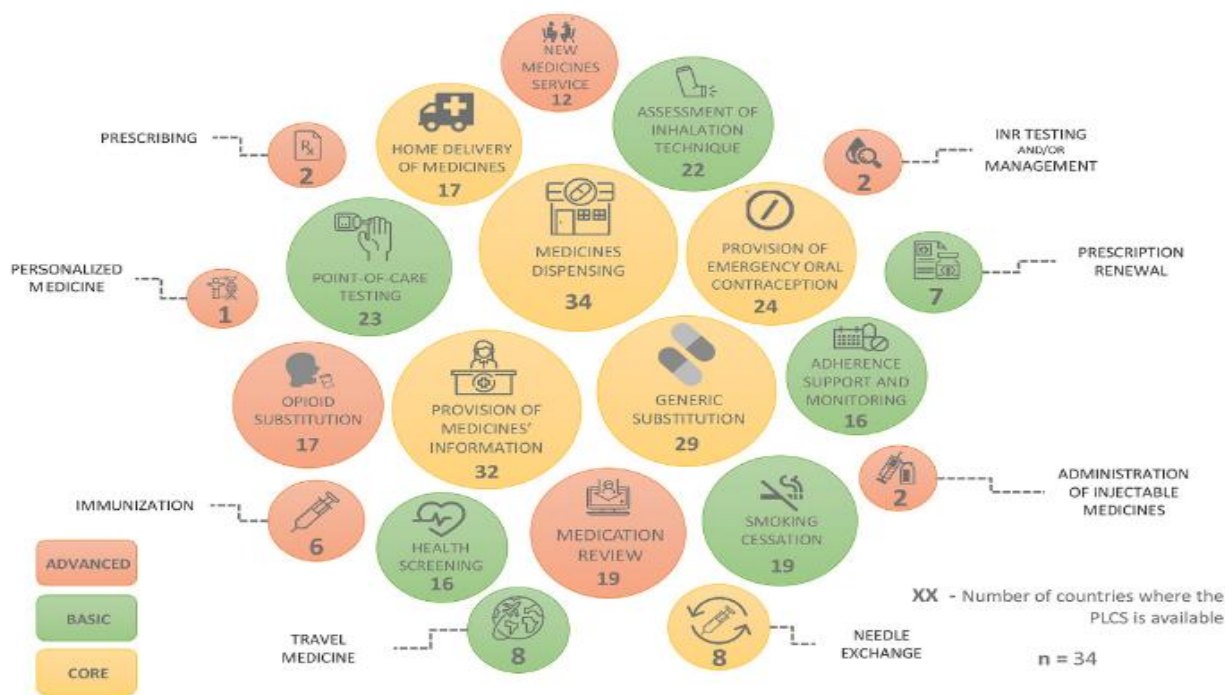 NEW
MEDICINES
SERVICE
12
ASSESSMENT OF
INHALATION
TECHNIQUE
22
PRESCRIBING
Rx
2
HOME DELIVERY
OF MEDICINES
17
INR TESTING
AND/OR
MANAGEMENT
2
MEDICINES
DISPENSING
34
PROVISION OF
EMERGENCY ORAL
CONTRACEPTION
24
POINT-OF-CARE
TESTING
23
PERSONALIZED
MEDICINE
1
PRESCRIPTION
RENEWAL
7
OPIOID
SUBSTITUTION
17
PROVISION OF
MEDICINES'
INFORMATION
32
GENERIC
SUBSTITUTION
29
ADHERENCE
SUPPORT AND
MONITORING
16
IMMUNIZATION
6
HEALTH
SCREENING
16
MEDICATION
REVIEW
19
SMOKING
CESSATION
19
2
ADMINISTRATION
OF INJECTABLE
MEDICINES
ADVANCED
BASIC
CORE
TRAVEL
MEDICINE
8
8
NEEDLE
EXCHANGE
XX - Number of countries where the
PLCS is available
n = 34